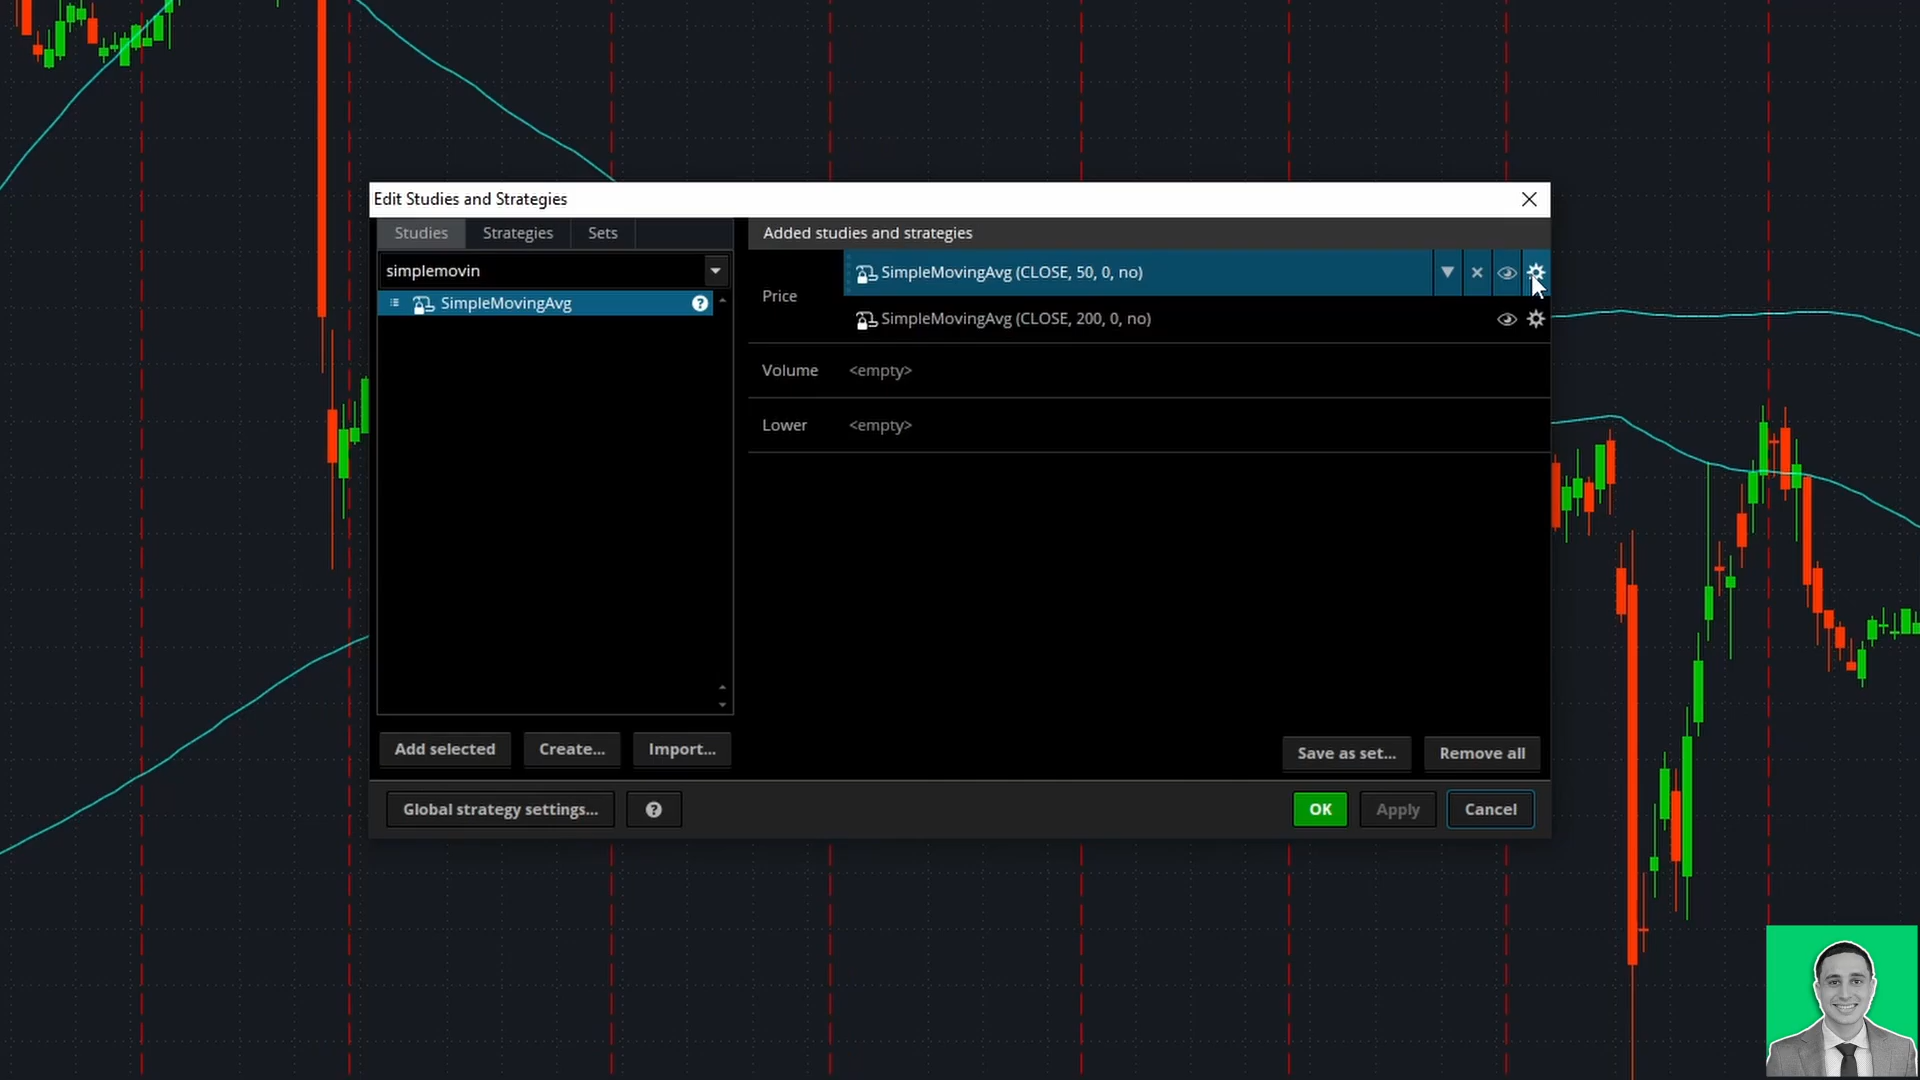 Edit Studies and Strategies
Studies Strategies Sets
simplemovin
SimpleMovingAvg
Added studies and strategies
Price
SimpleMovingAvg (CLOSE, 50, 0, no)
SimpleMovingAvg (CLOSE, 200, 0, no)
Volume <empty>
Lower <empty>
Add selected Create... Import...
Save as set... Remove all
Global strategy settings... ?
OK Apply Cancel